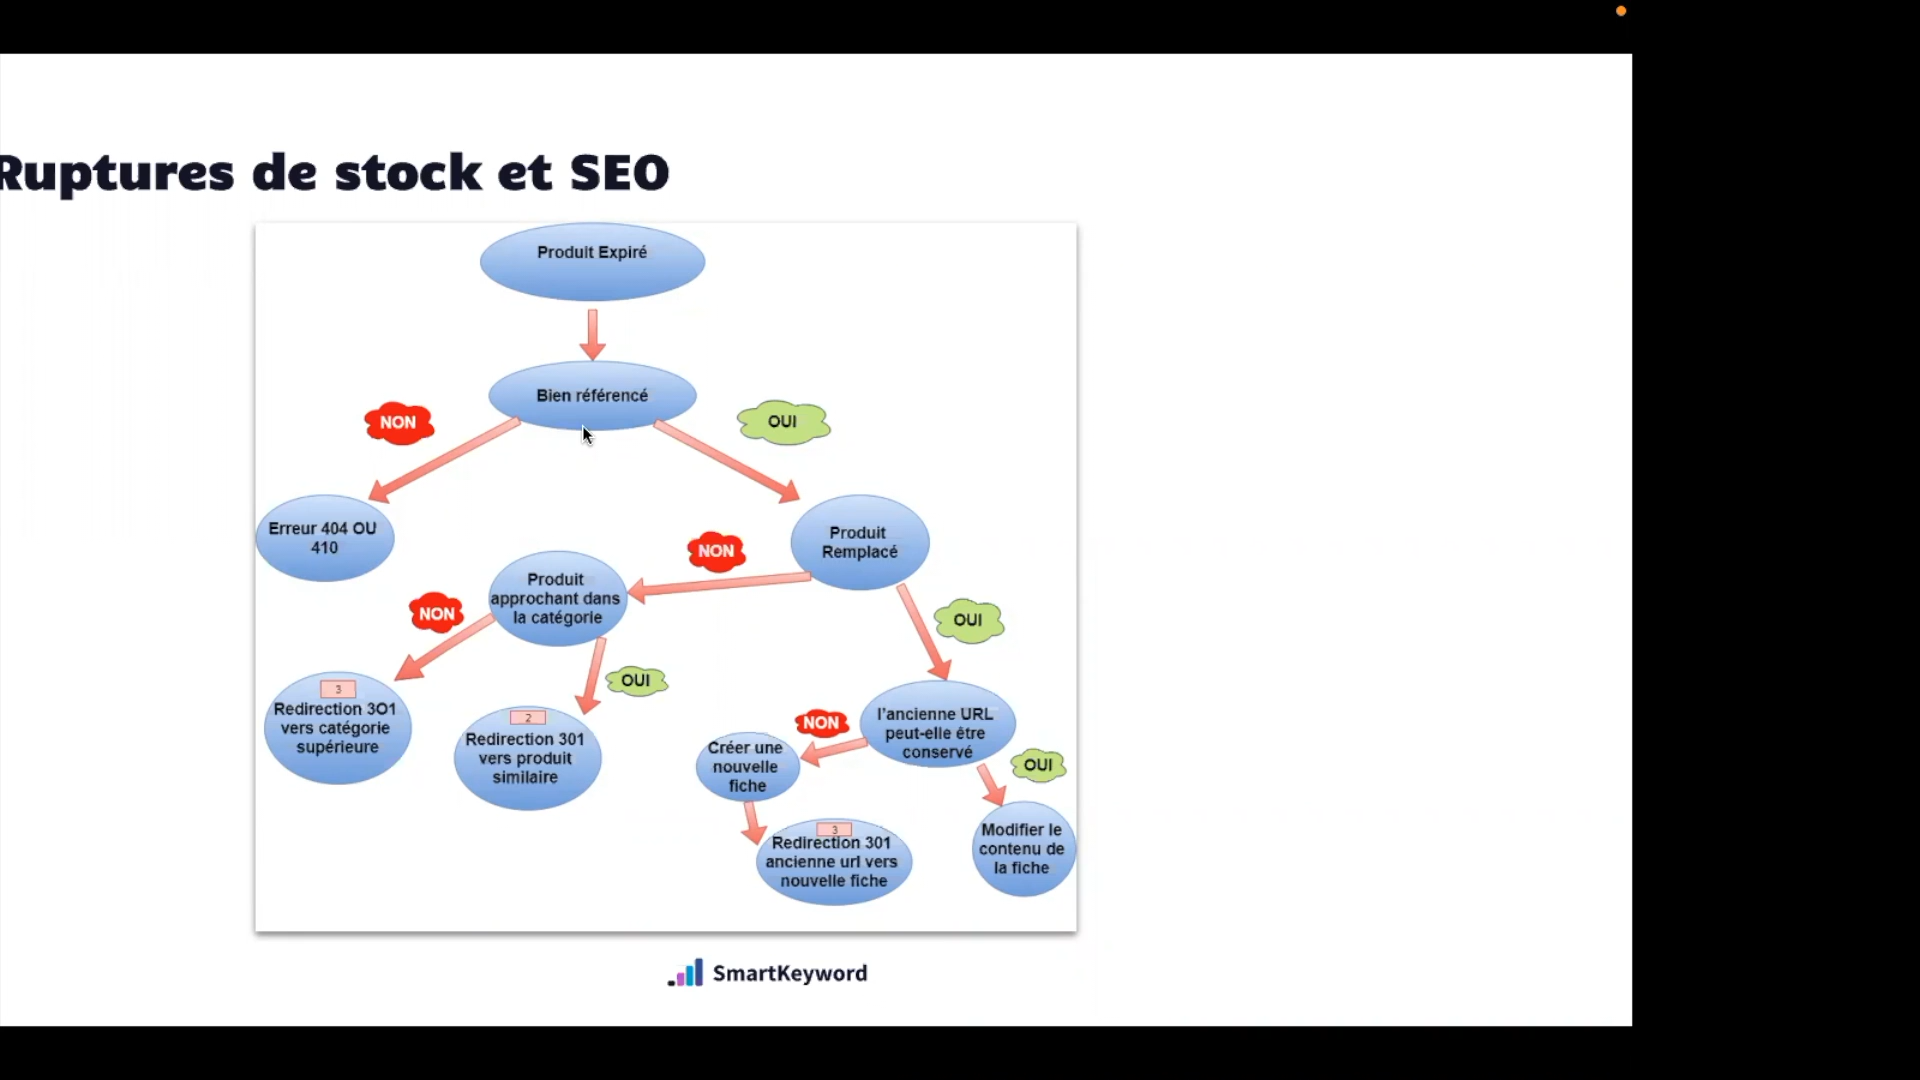 Ruptures de stock et SEO
Produit Expiré
Bien référencé
NON
OUI
Erreur 404 OU
410
Produit
Remplacé
NON
Produit
approchant dans
la catégorie
NON
OUI
OUI
3
Redirection 3O1
vers catégorie
supérieure
2
Redirection 301
vers produit
similaire
l'ancienne URL
peut-elle être
conservé
NON
OUI
Créer une
nouvelle
fiche
3
Redirection 301
ancienne url vers
nouvelle fiche
Modifier le
contenu de
la fiche
SmartKeyword